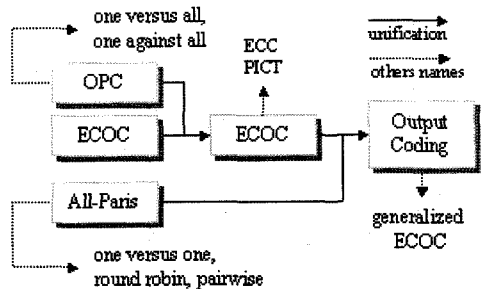 one versus all,
one against all
ECC
PICT
unification
others names
OPC
ECOC
ECOC
Output
Coding
All-Paris
generalized
ECOC
one versus one,
round robin, pairwise